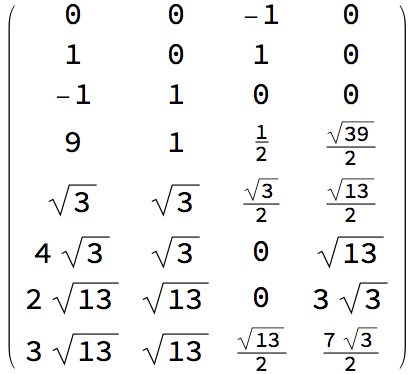 0 0 −1 0
1 0 1 0
−1 1 0 0
9 1 1/2 √39/2
√3 √3 √3/2 √13/2
4 √3 √3 0 √13
2 √13 √13 0 3 √3
3 √13 √13 √13/2 7 √3/2